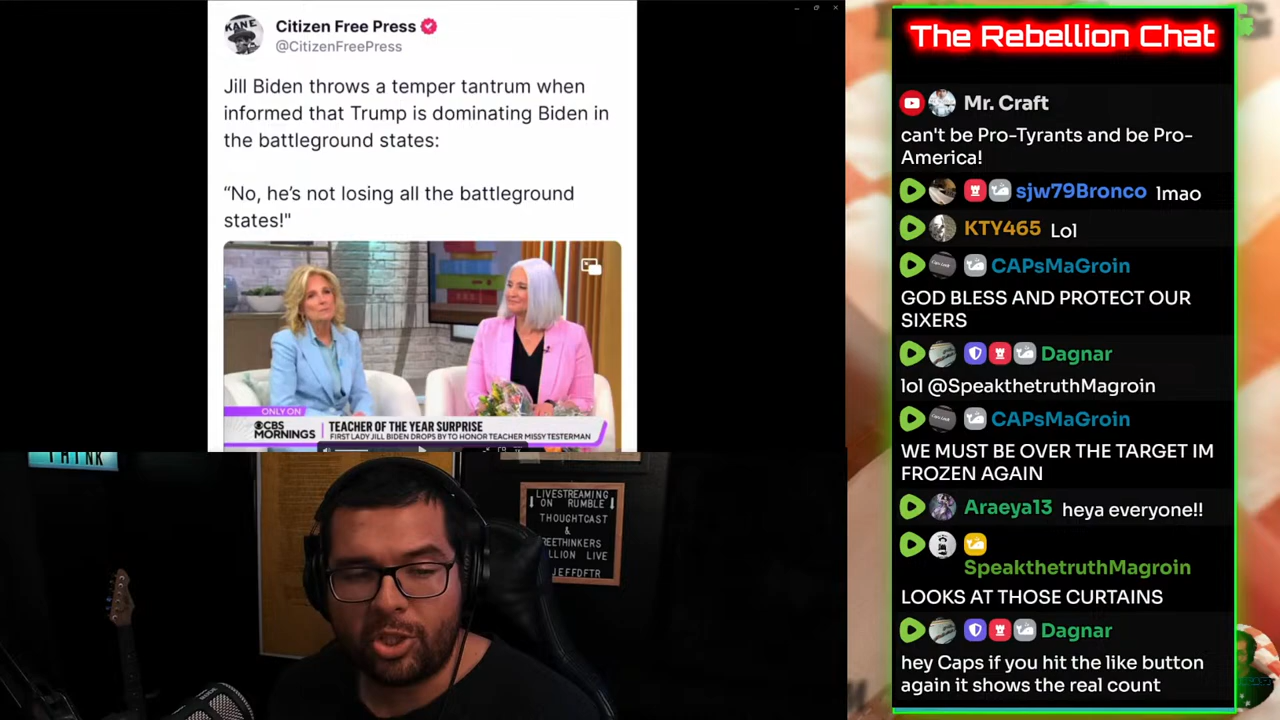 KANE
Citizen Free Press
@CitizenFreePress
Jill Biden throws a temper tantrum when
informed that Trump is dominating Biden in
the battleground states:
“No, he’s not losing all the battleground
states!"
ONLY ON
CBS
MORNINGS
TEACHER OF THE YEAR SURPRISE
FIRST LADY JILL BIDEN DROPS BY TO HONOR TEACHER MISSY TESTERMAN
THINK
LIVESTREAMING
ON RUMBLE
THOUGHTCAST
&
REETHINKERS
LLION LIVE
JEFFDFTR
The Rebellion Chat
Mr. Craft
can't be Pro-Tyrants and be Pro-
America!
sjw79Bronco lmao
KTY465 Lol
CAPsMaGroin
GOD BLESS AND PROTECT OUR
SIXERS
Dagnar
lol @SpeakthetruthMagroin
CAPsMaGroin
WE MUST BE OVER THE TARGET IM
FROZEN AGAIN
Araeya13 heya everyone!!
SpeakthetruthMagroin
LOOKS AT THOSE CURTAINS
Dagnar
hey Caps if you hit the like button
again it shows the real count